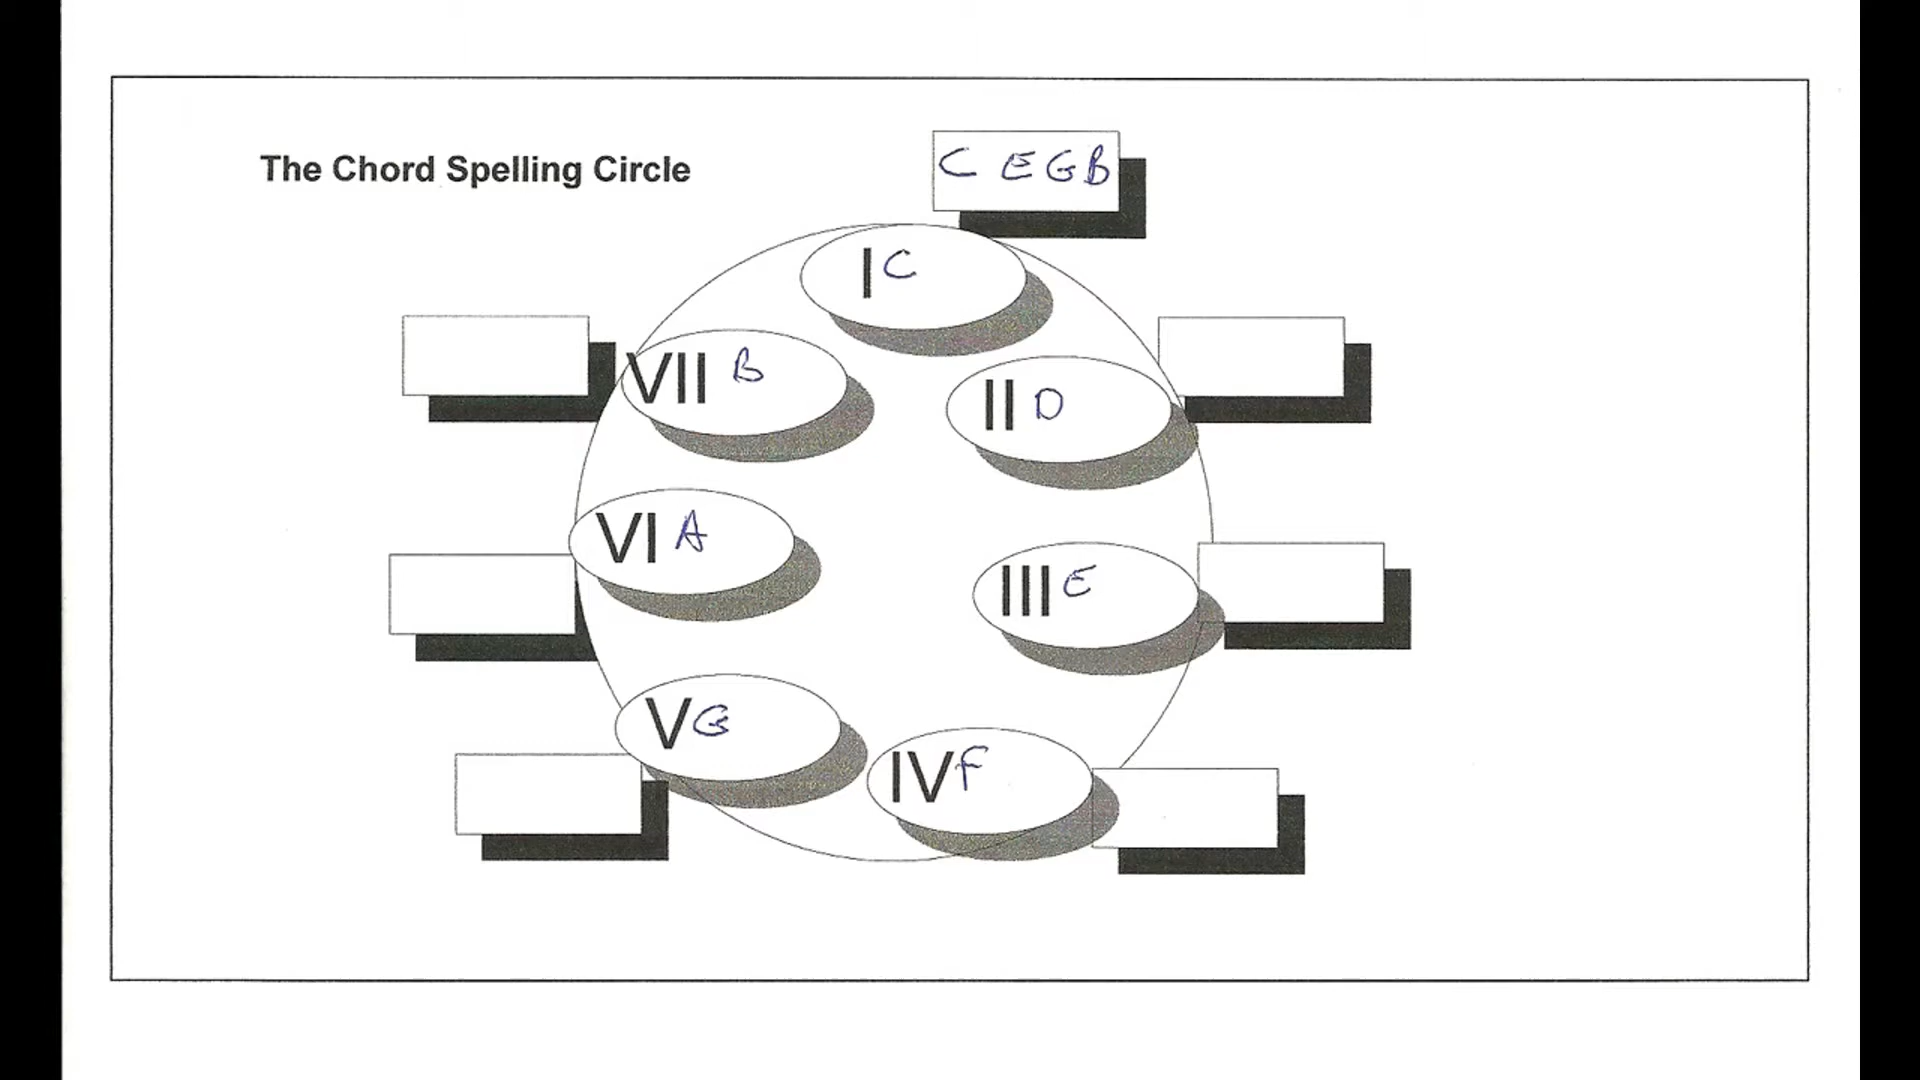 The Chord Spelling Circle
C E G B
I C
VII B
II D
VI A
III E
V G
IV F